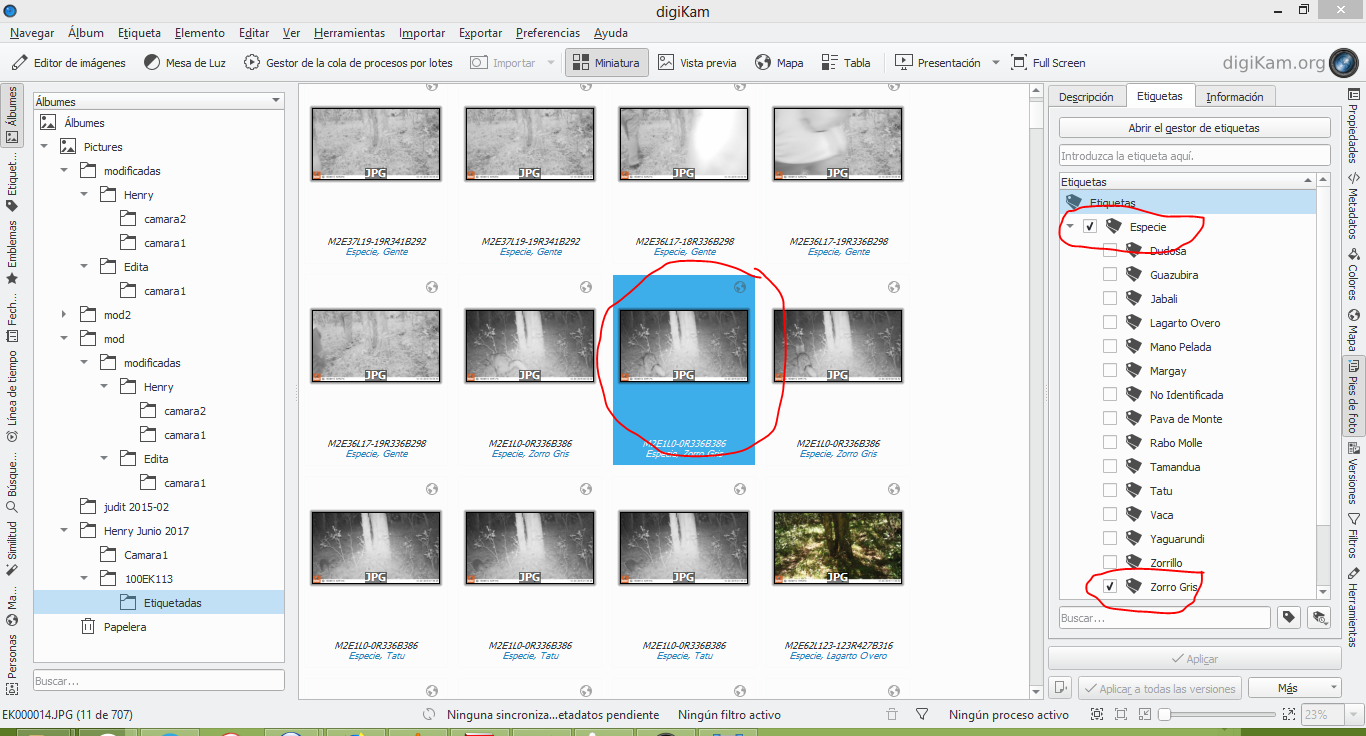 digiKam
Navegar Álbum Etiqueta Elemento Editar Ver Herramientas Importar Exportar Preferencias Ayuda
Editor de imágenes Mesa de Luz Gestor de la cola de procesos por lotes Importar Miniatura Vista previa Mapa Tabla Presentación Full Screen digiKam.org
Álbumes
Etiquet...
Emblemas
Fech...
Línea de tiempo
Búsque...
Similitud
Ma...
Personas
Álbumes
Álbumes
Pictures
modificadas
Henry
camara2
camara1
Edita
camara1
mod2
mod
modificadas
Henry
camara2
camara1
Edita
camara1
judit 2015-02
Henry Junio 2017
Camara1
100EK113
Etiquetadas
Papelera
Buscar...
JPG JPG JPG JPG
M2E37L19-19R341B292 M2E37L19-19R341B292 M2E36L17-18R336B298 M2E36L17-19R336B298
Especie, Gente Especie, Gente Especie, Gente Especie, Gente
JPG JPG JPG JPG
M2E36L17-19R336B298 M2E1L0-0R336B386 M2E1L0-0R336B386 M2E1L0-0R336B386
Especie, Gente Especie, Zorro Gris Especie, Zorro Gris Especie, Zorro Gris
JPG JPG JPG JPG
M2E1L0-0R336B386 M2E1L0-0R336B386 M2E1L0-0R336B386 M2E62L123-123R427B316
Especie, Tatu Especie, Tatu Especie, Tatu Especie, Lagarto Overo
Descripción Etiquetas Información
Abrir el gestor de etiquetas
Introduzca la etiqueta aquí.
Etiquetas
Etiquetas
Especie
Dudosa
Guazubira
Jabali
Lagarto Overo
Mano Pelada
Margay
No Identificada
Pava de Monte
Rabo Molle
Tamandua
Tatu
Vaca
Yaguarundi
Zorrillo
Zorro Gris
Buscar...
Aplicar
Aplicar a todas las versiones Más
Propiedades
Metadatos
Colores
Mapa
Pies de foto
Versiones
Filtros
Herramientas
EK000014.JPG (11 de 707) Ninguna sincroniza...etadatos pendiente Ningún filtro activo Ningún proceso activo 23%